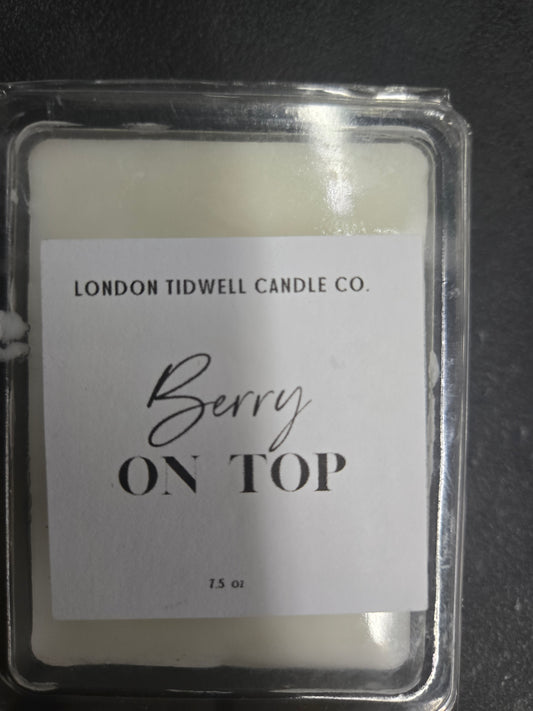 LONDON TIDWELL CANDLE CO.
Berry
ON TOP
7.5 oz